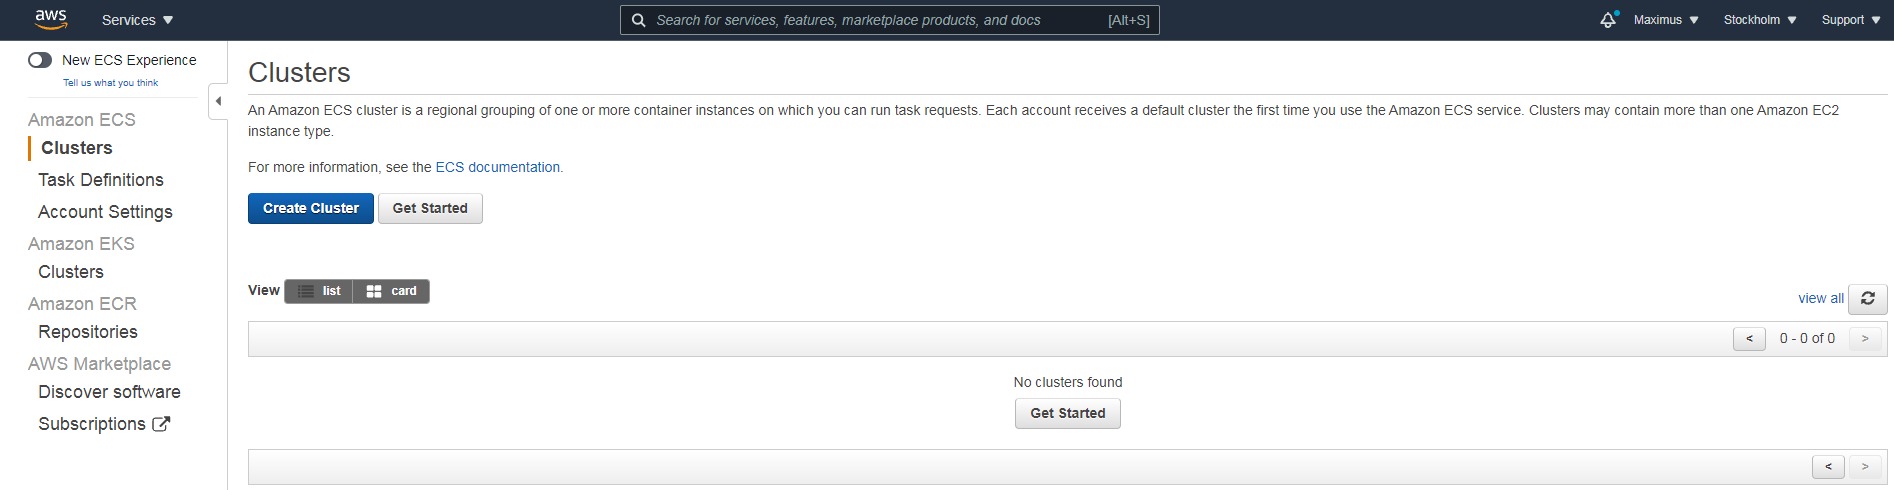 aws Services Search for services, features, marketplace products, and docs [Alt+S] Maximus Stockholm Support
New ECS Experience
Tell us what you think
Amazon ECS
Clusters
Task Definitions
Account Settings
Amazon EKS
Clusters
Amazon ECR
Repositories
AWS Marketplace
Discover software
Subscriptions
Clusters
An Amazon ECS cluster is a regional grouping of one or more container instances on which you can run task requests. Each account receives a default cluster the first time you use the Amazon ECS service. Clusters may contain more than one Amazon EC2
instance type.
For more information, see the ECS documentation.
Create Cluster Get Started
View list card
view all
< 0 - 0 of 0 >
No clusters found
Get Started
< >